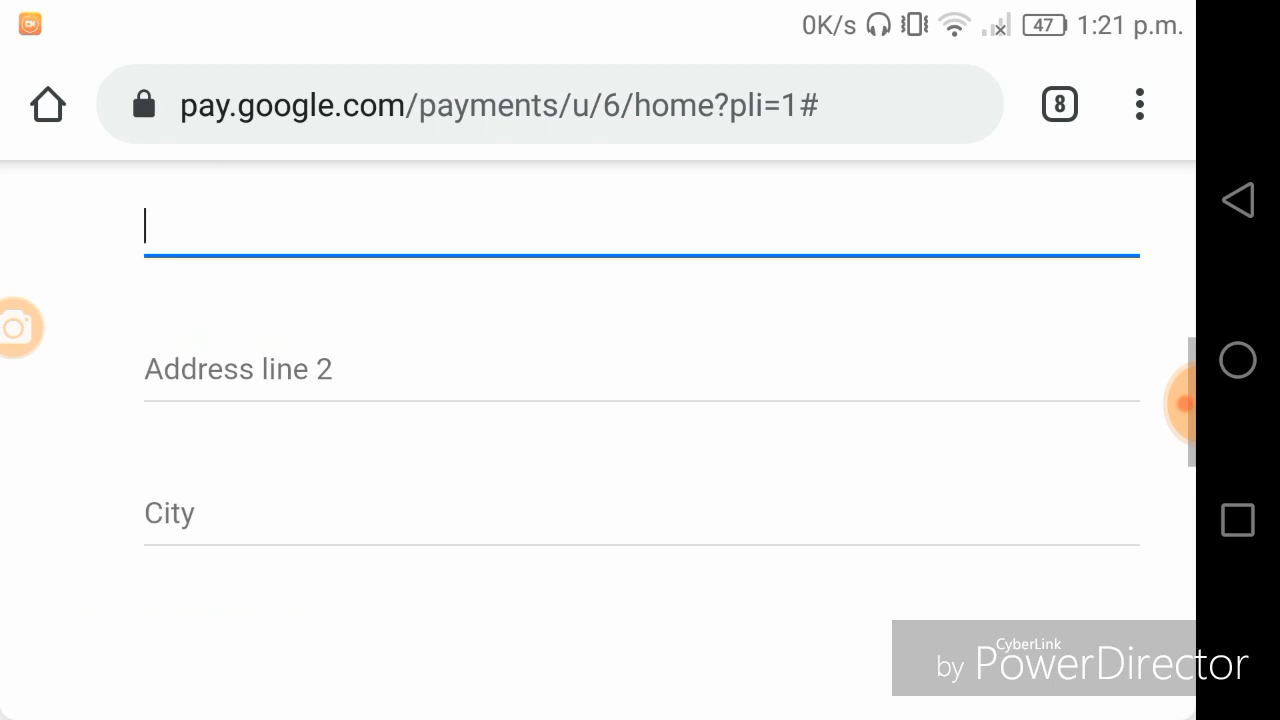 0K/s 47 1:21 p.m.
pay.google.com/payments/u/6/home?pli=1# 8
Address line 2
City
CyberLink
by PowerDirector